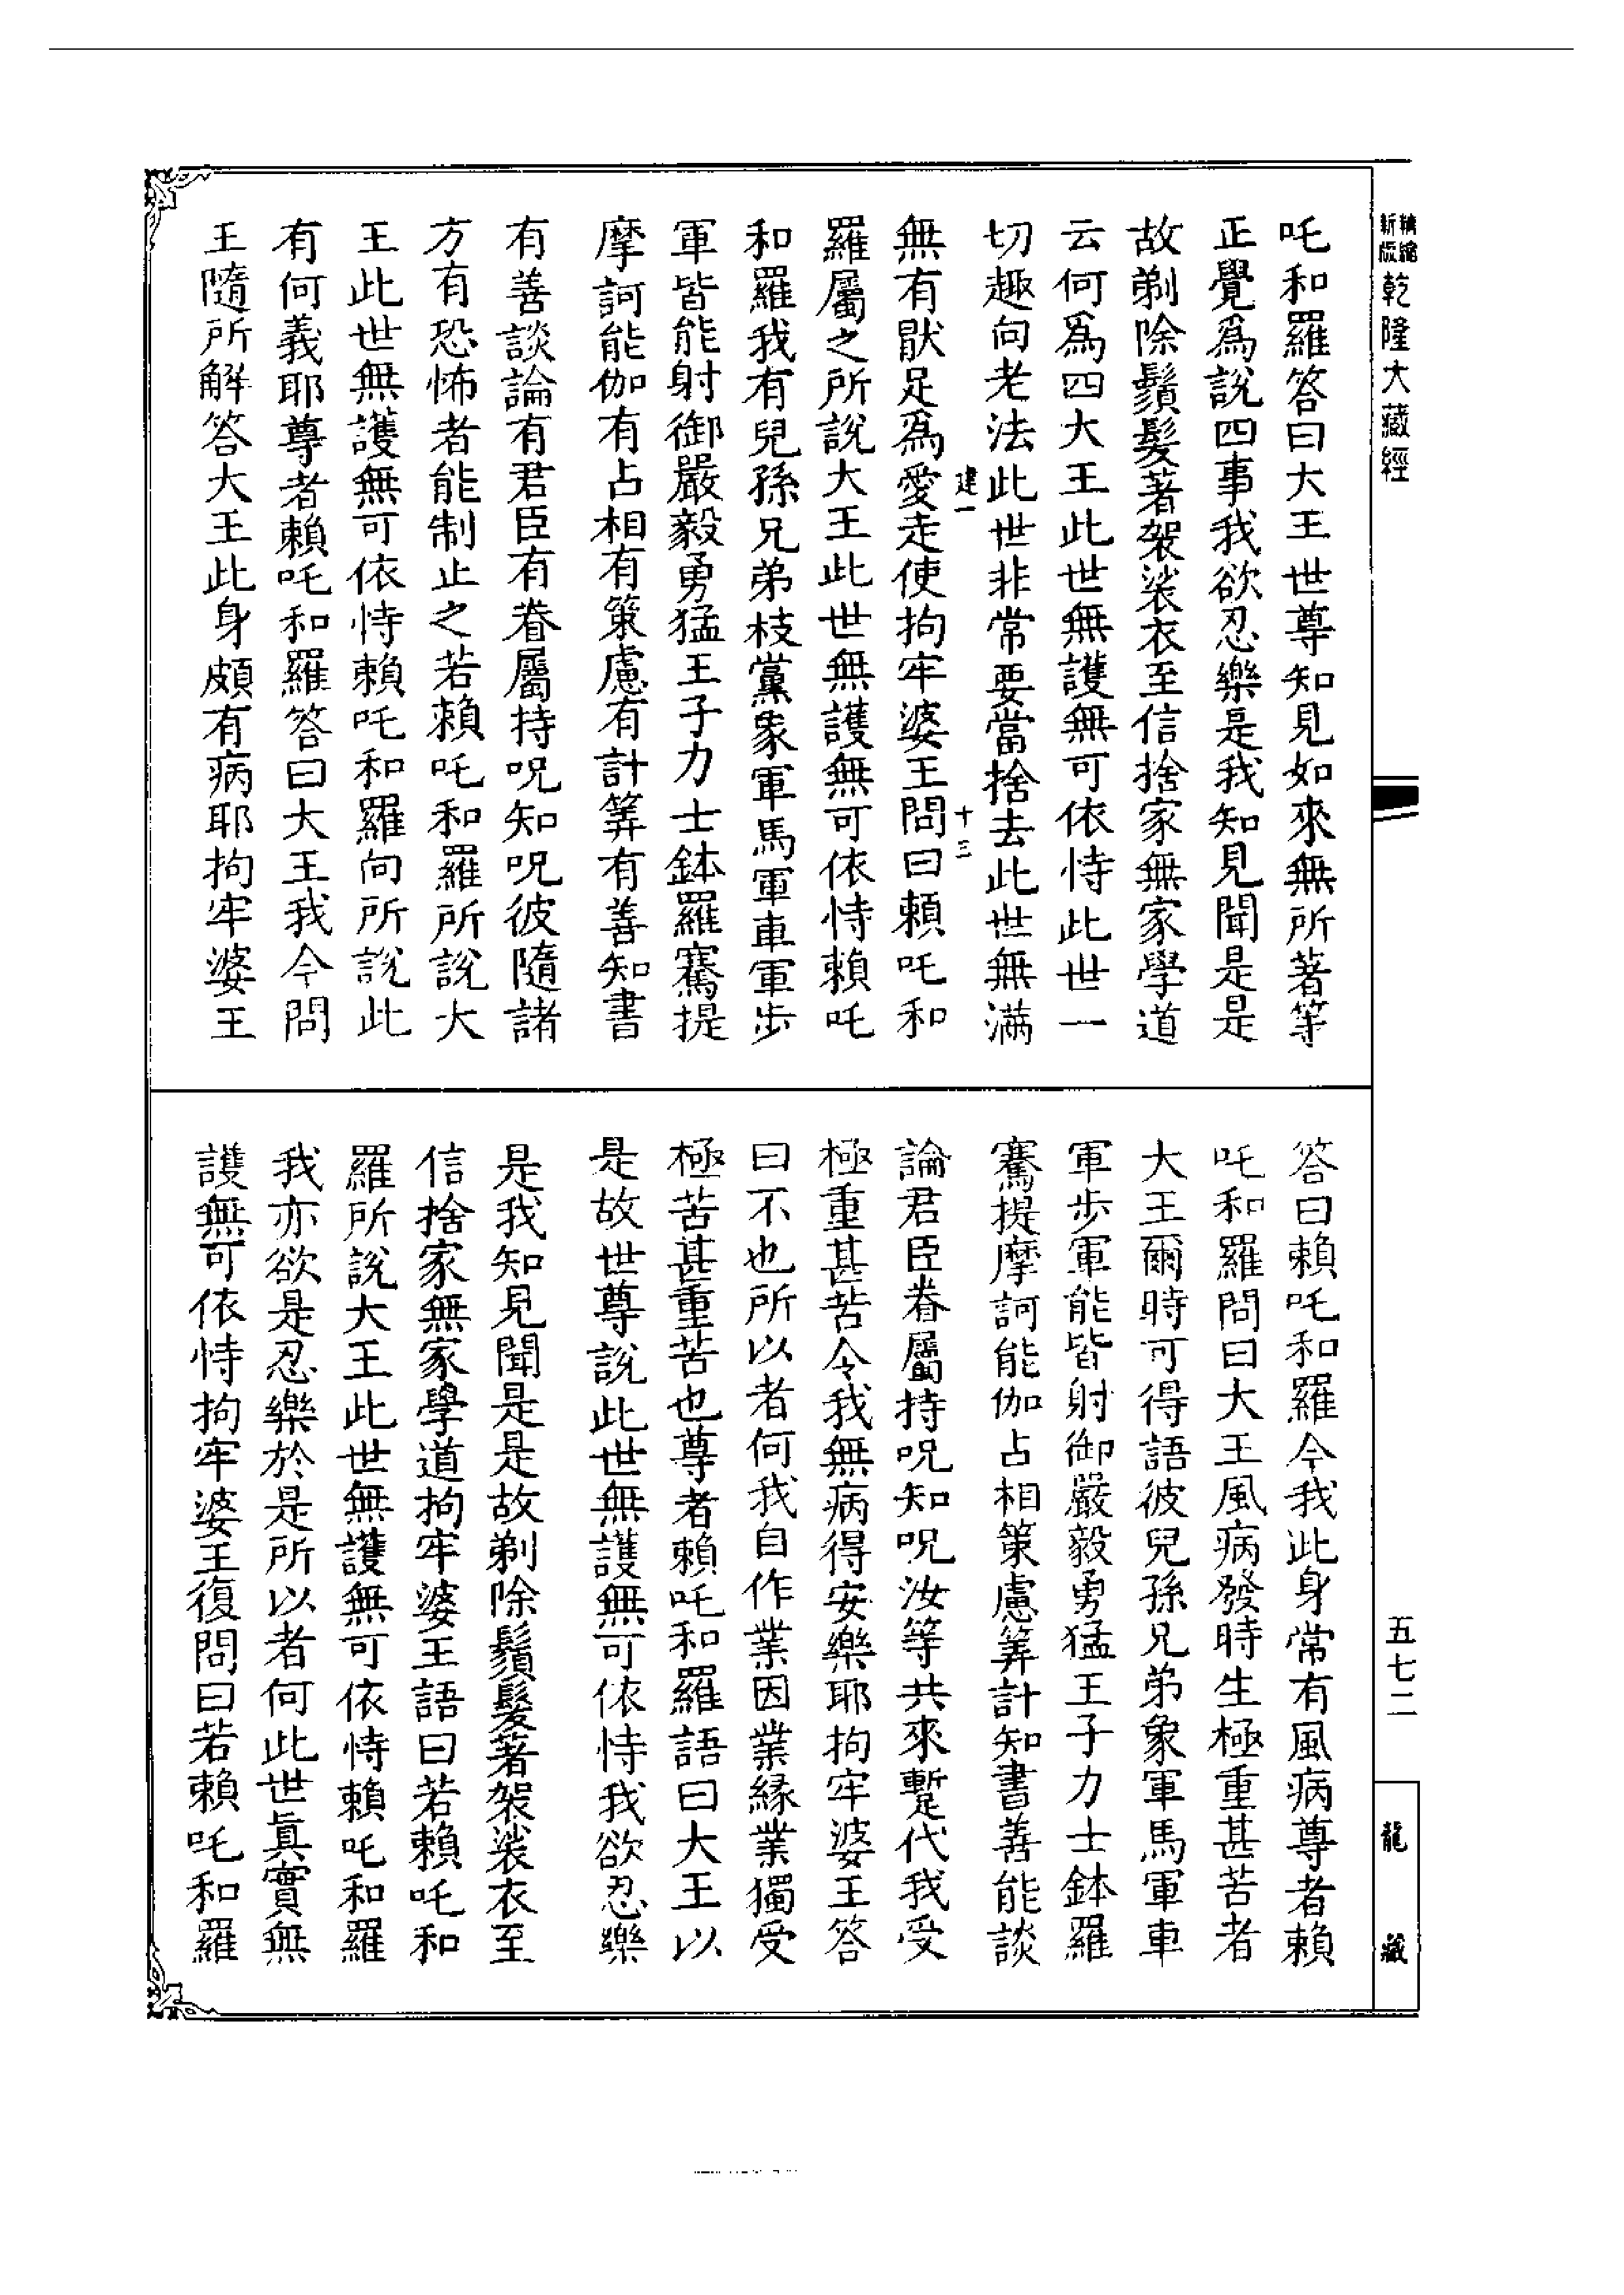 新版精縮乾隆大藏經
吒和羅答曰大王世尊知見如來無所著等
正覺爲說四事我欲忍樂是我知見聞是是
故剃除鬚髮著袈裟衣至信捨家無家學道
云何爲四大王此世無護無可依恃此世一
切趣向老法此世非常要當捨去此世無滿
建一 十三
無有猒足爲愛走使拘牢婆王問曰賴吒和
羅屬之所說大王此世無護無可依恃賴吒
和羅我有兒孫兄弟枝黨象軍馬軍車軍步
軍皆能射御嚴毅勇猛王子力士鉢羅騫提
摩訶能伽有占相有策慮有計筭有善知書
有善談論有君臣有眷屬持呪知呪彼隨諸
方有恐怖者能制止之若賴吒和羅所說大
王此世無護無可依恃賴吒和羅向所說此
有何義耶尊者賴吒和羅答曰大王我今問
王隨所解答大王此身頗有病耶拘牢婆王
答曰賴吒和羅今我此身常有風病尊者賴
吒和羅問曰大王風病發時生極重甚苦者
大王爾時可得語彼兒孫兄弟象軍馬軍車
軍步軍能皆射御嚴毅勇猛王子力士鉢羅
騫提摩訶能伽占相策慮筭計知書善能談
論君臣眷屬持呪知呪汝等共來暫代我受
極重甚苦令我無病得安樂耶拘牢婆王答
曰不也所以者何我自作業因業緣業獨受
極苦甚重苦也尊者賴吒和羅語曰大王以
是故世尊說此世無護無可依恃我欲忍樂
是我知見聞是是故剃除鬚髮著袈裟衣至
信捨家無家學道拘牢婆王語曰若賴吒和
羅所說大王此世無護無可依恃賴吒和羅
我亦欲是忍樂於是所以者何此世眞實無
護無可依恃拘牢婆王復問曰若賴吒和羅
五七二
龍藏